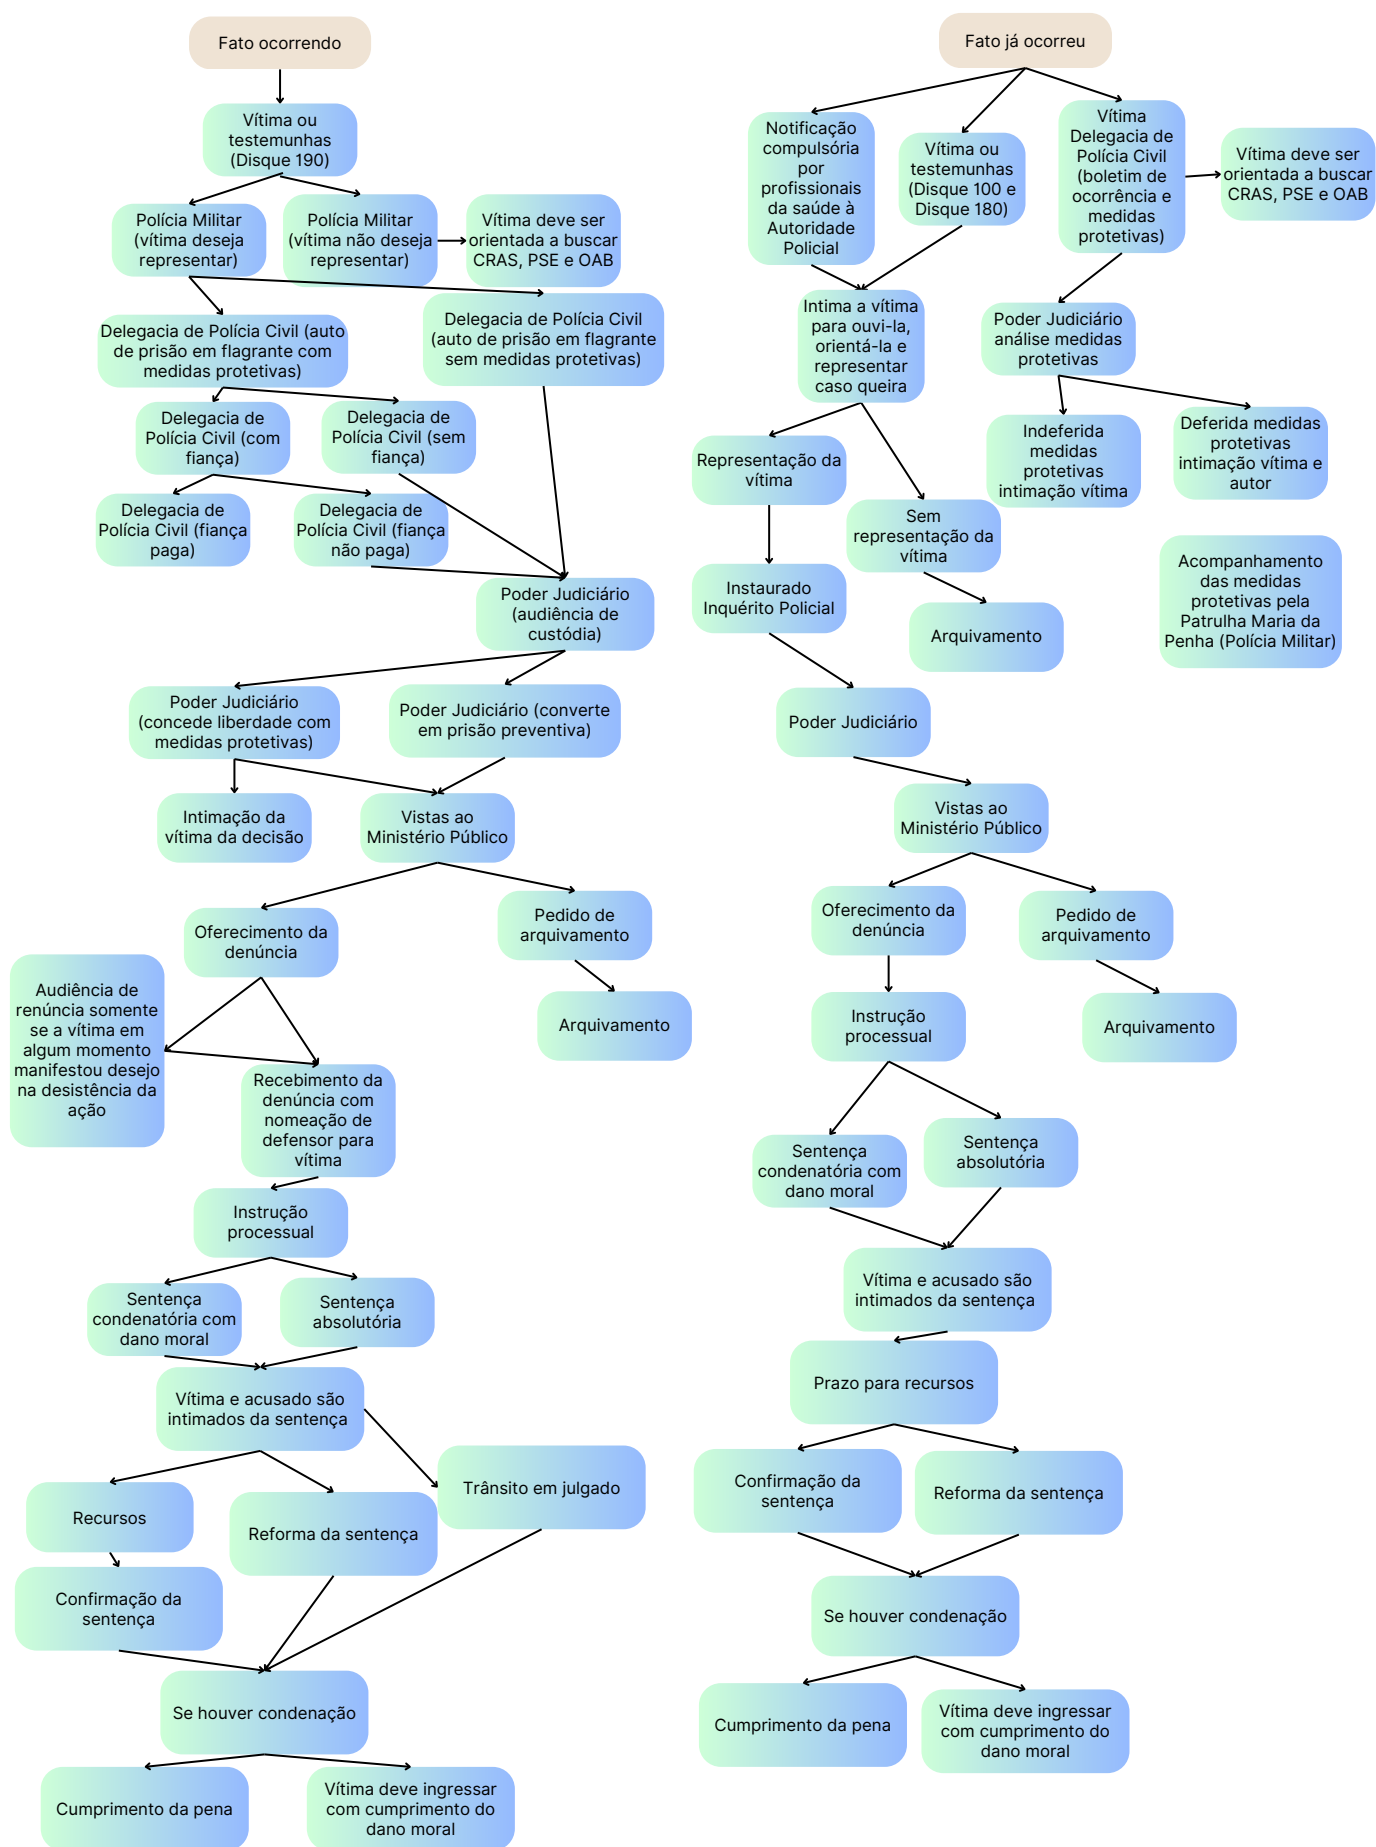 Fato ocorrendo
Vítima ou
testemunhas
(Disque 190)
Polícia Militar
(vítima deseja
representar)
Polícia Militar
(vítima não deseja
representar)
Vítima deve ser
orientada a buscar
CRAS, PSE e OAB
Delegacia de Polícia Civil (auto
de prisão em flagrante com
medidas protetivas)
Delegacia de Polícia Civil
(auto de prisão em flagrante
sem medidas protetivas)
Delegacia de
Polícia Civil (com
fiança)
Delegacia de
Polícia Civil (sem
fiança)
Delegacia de
Polícia Civil (fiança
paga)
Delegacia de
Polícia Civil (fiança
não paga)
Poder Judiciário
(audiência de
custódia)
Poder Judiciário
(concede liberdade com
medidas protetivas)
Poder Judiciário (converte
em prisão preventiva)
Intimação da
vítima da decisão
Vistas ao
Ministério Público
Oferecimento da
denúncia
Pedido de
arquivamento
Arquivamento
Audiência de
renúncia somente
se a vítima em
algum momento
manifestou desejo
na desistência da
ação
Recebimento da
denúncia com
nomeação de
defensor para
vítima
Instrução
processual
Sentença
condenatória com
dano moral
Sentença
absolutória
Vítima e acusado são
intimados da sentença
Recursos
Reforma da sentença
Trânsito em julgado
Confirmação da
sentença
Se houver condenação
Cumprimento da pena
Vítima deve ingressar
com cumprimento do
dano moral
Fato já ocorreu
Notificação
compulsória
por
profissionais
da saúde à
Autoridade
Policial
Vítima ou
testemunhas
(Disque 100 e
Disque 180)
Vítima
Delegacia de
Polícia Civil
(boletim de
ocorrência e
medidas
protetivas)
Vítima deve ser
orientada a buscar
CRAS, PSE e OAB
Intima a vítima
para ouvi-la,
orientá-la e
representar
caso queira
Poder Judiciário
análise medidas
protetivas
Indeferida
medidas
protetivas
intimação vítima
Deferida medidas
protetivas
intimação vítima e
autor
Acompanhamento
das medidas
protetivas pela
Patrulha Maria da
Penha (Polícia Militar)
Representação da
vítima
Sem
representação da
vítima
Instaurado
Inquérito Policial
Arquivamento
Poder Judiciário
Vistas ao
Ministério Público
Oferecimento da
denúncia
Pedido de
arquivamento
Instrução
processual
Arquivamento
Sentença
condenatória com
dano moral
Sentença
absolutória
Vítima e acusado são
intimados da sentença
Prazo para recursos
Confirmação da
sentença
Reforma da sentença
Se houver condenação
Cumprimento da pena
Vítima deve ingressar
com cumprimento do
dano moral